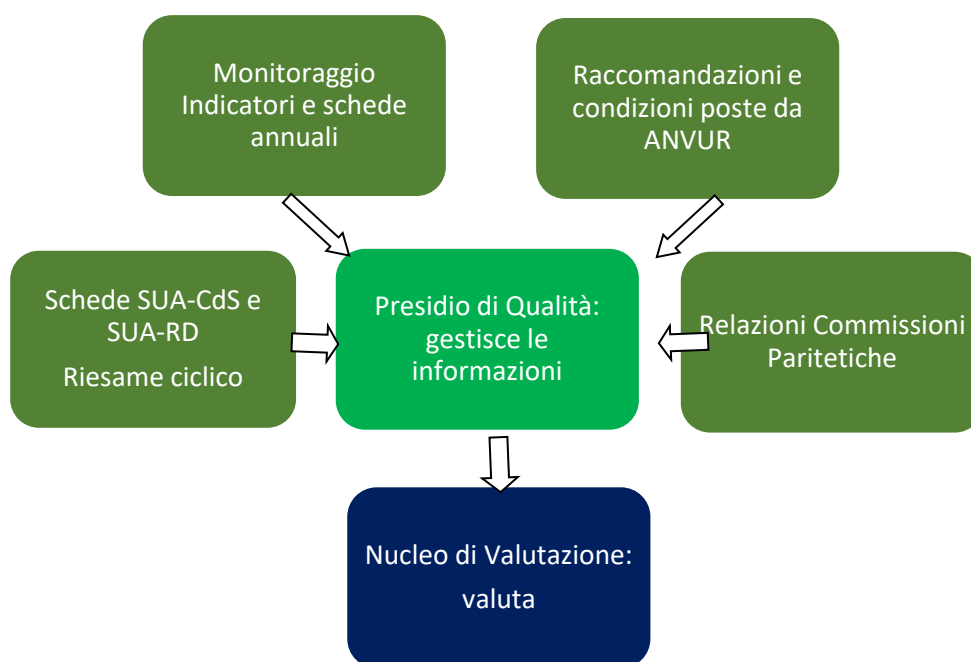 Monitoraggio
Indicatori e schede
annuali
Raccomandazioni e
condizioni poste da
ANVUR
Schede SUA-CdS e
SUA-RD
Riesame ciclico
Presidio di Qualità:
gestisce le
informazioni
Relazioni Commissioni
Paritetiche
Nucleo di Valutazione:
valuta